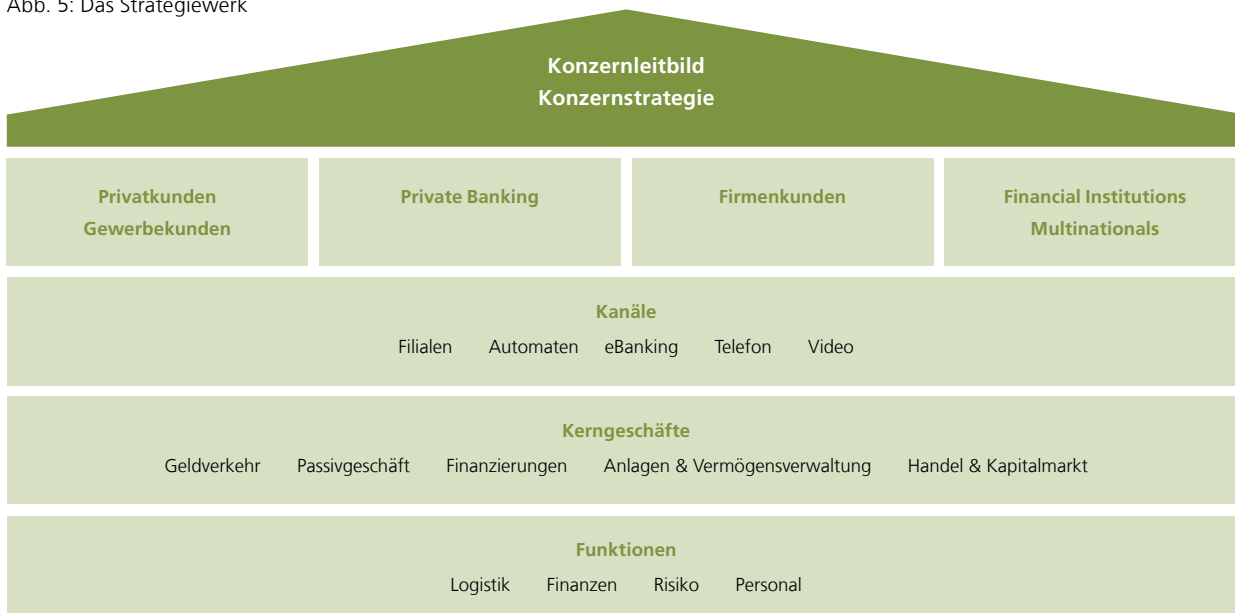 Abb. 5: Das Strategiewerk
Konzernleitbild
Konzernstrategie
Privatkunden
Gewerbekunden
Private Banking
Firmenkunden
Financial Institutions
Multinationals
Kanäle
Filialen Automaten eBanking Telefon Video
Kerngeschäfte
Geldverkehr Passivgeschäft Finanzierungen Anlagen & Vermögensverwaltung Handel & Kapitalmarkt
Funktionen
Logistik Finanzen Risiko Personal